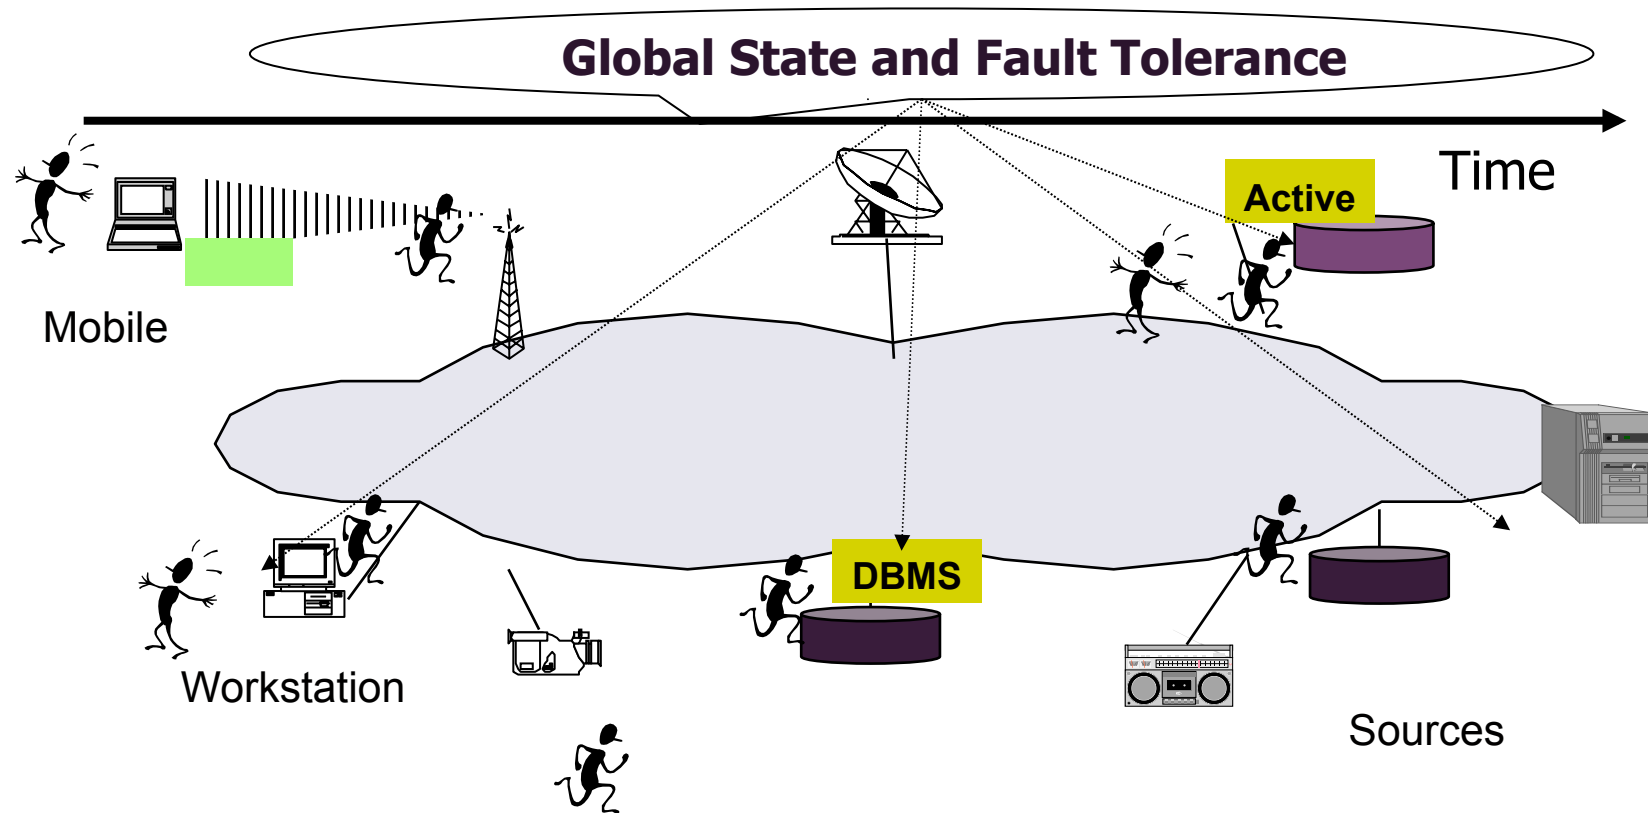 Global State and Fault Tolerance
Time
Active
Mobile
DBMS
Workstation
Sources